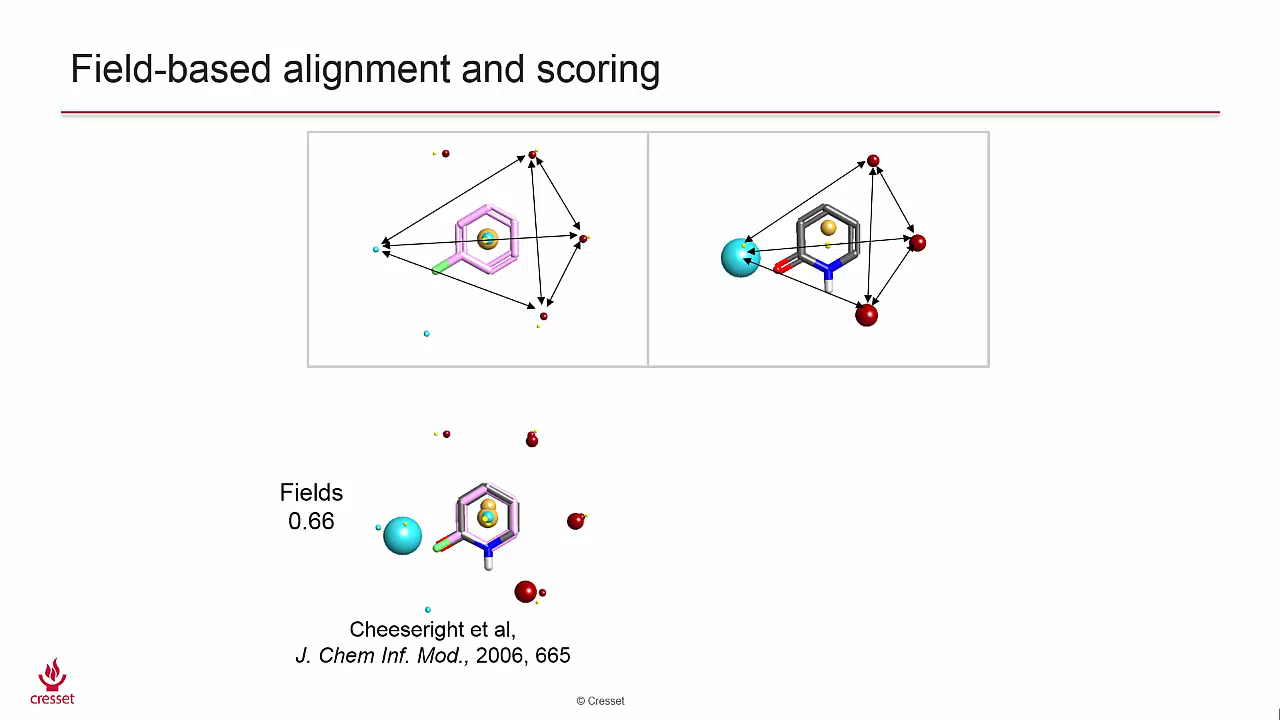 Field-based alignment and scoring
Fields
0.66
Cheeseright et al,
J. Chem Inf. Mod., 2006, 665
cresset
© Cresset